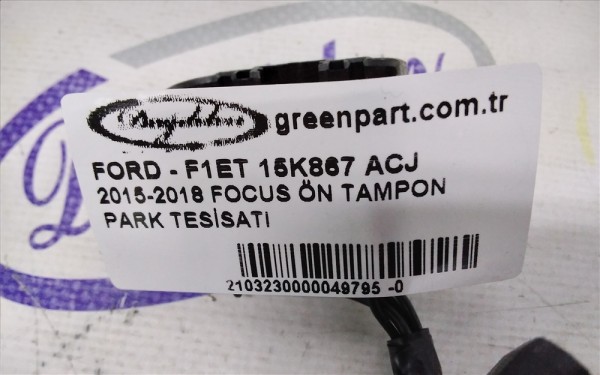 greenpart.com.tr
FORD - F1ET 15K867 ACJ
2015-2018 FOCUS ÖN TAMPON
PARK TESİSATI
2103230000049795 -0